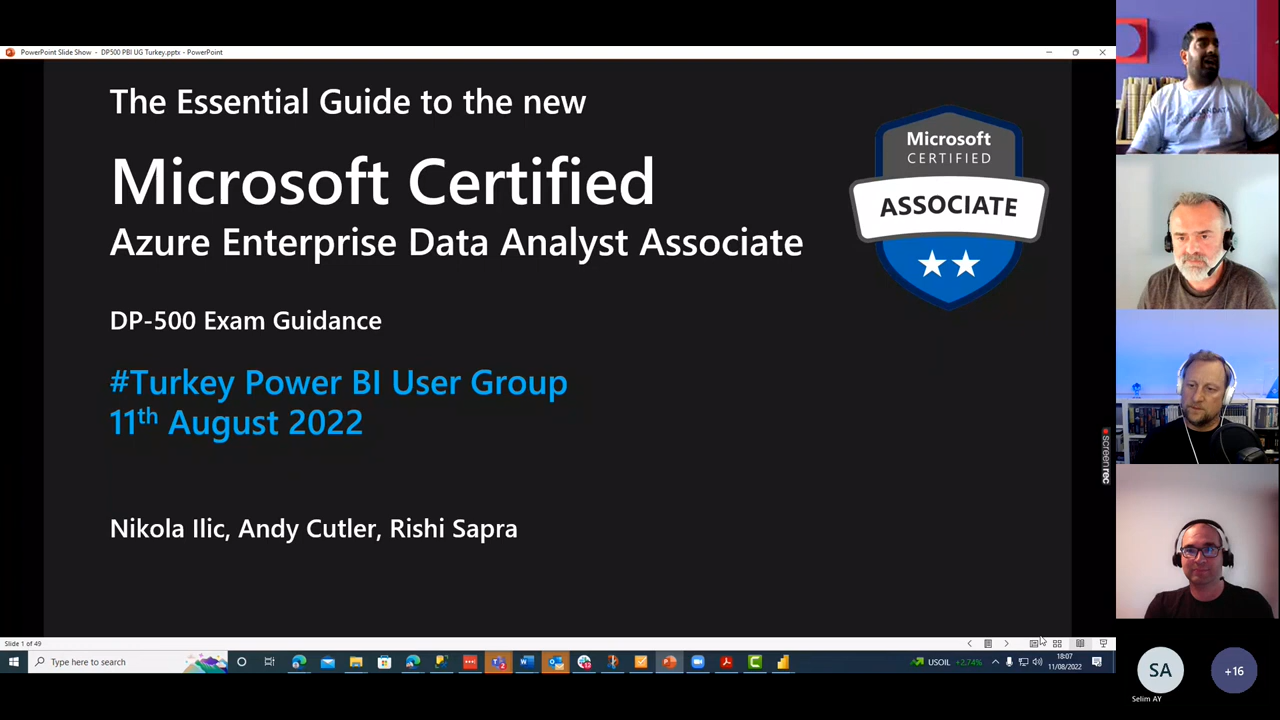 PowerPoint Slide Show - DP500 PBI UG Turkey.pptx - PowerPoint
The Essential Guide to the new
Microsoft Certified
Azure Enterprise Data Analyst Associate
Microsoft
CERTIFIED
ASSOCIATE
DP-500 Exam Guidance
#Turkey Power BI User Group
11th August 2022
Nikola Ilic, Andy Cutler, Rishi Sapra
screenrec
Slide 1 of 49
Type here to search
USOIL +2,74%
18:07
11/08/2022
SA
Selim AY
+16